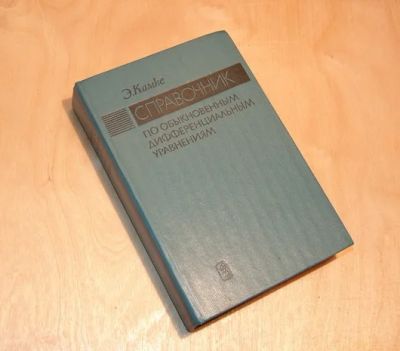 Э. Камке
СПРАВОЧНИК
ПО ОБЫКНОВЕННЫМ
ДИФФЕРЕНЦИАЛЬНЫМ
УРАВНЕНИЯМ